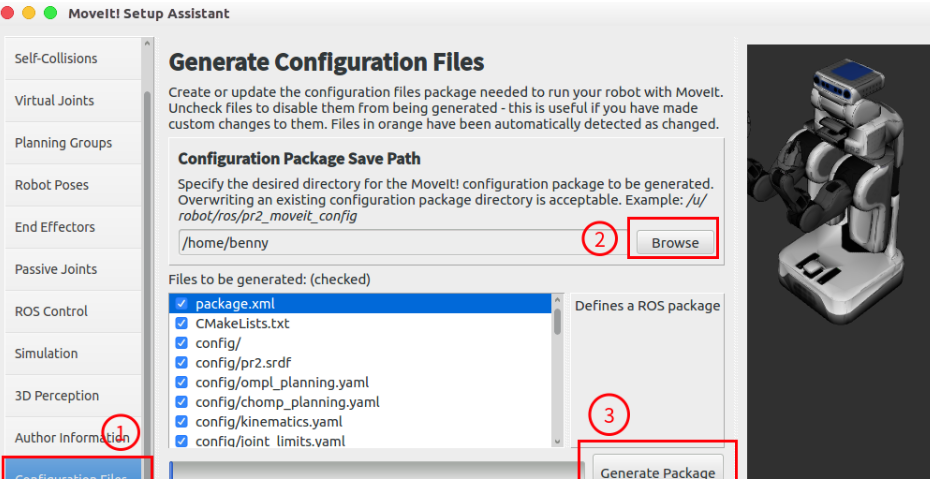 MoveIt! Setup Assistant
Self-Collisions
Virtual Joints
Planning Groups
Robot Poses
End Effectors
Passive Joints
ROS Control
Simulation
3D Perception
Author Information
1
Configuration Files
Generate Configuration Files
Create or update the configuration files package needed to run your robot with MoveIt.
Uncheck files to disable them from being generated - this is useful if you have made
custom changes to them. Files in orange have been automatically detected as changed.
Configuration Package Save Path
Specify the desired directory for the MoveIt! configuration package to be generated.
Overwriting an existing configuration package directory is acceptable. Example: /u/
robot/ros/pr2_moveit_config
/home/benny
2
Browse
Files to be generated: (checked)
package.xml
CMakeLists.txt
config/
config/pr2.srdf
config/ompl_planning.yaml
config/chomp_planning.yaml
config/kinematics.yaml
config/joint_limits.yaml
Defines a ROS package
3
Generate Package